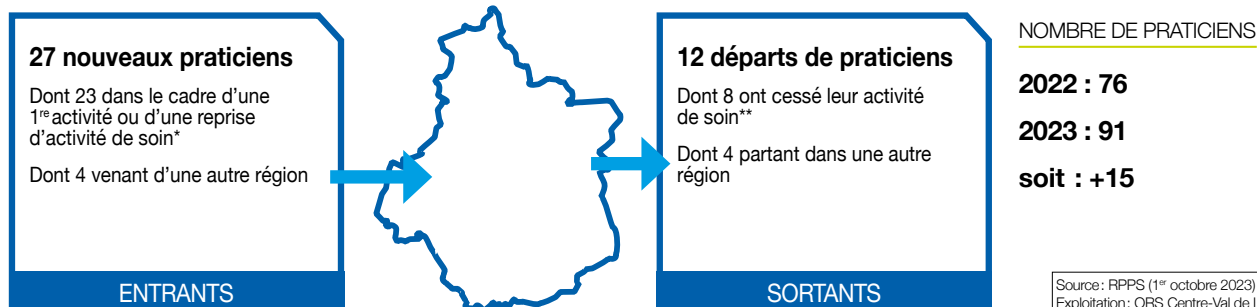 27 nouveaux praticiens
Dont 23 dans le cadre d'une
1re activité ou d'une reprise
d'activité de soin*
Dont 4 venant d'une autre région
ENTRANTS
12 départs de praticiens
Dont 8 ont cessé leur activité
de soin**
Dont 4 partant dans une autre
région
SORTANTS
NOMBRE DE PRATICIENS
2022 : 76
2023 : 91
soit : +15
Source : RPPS (1er octobre 2023)
Exploitation : ORS Centre-Val de